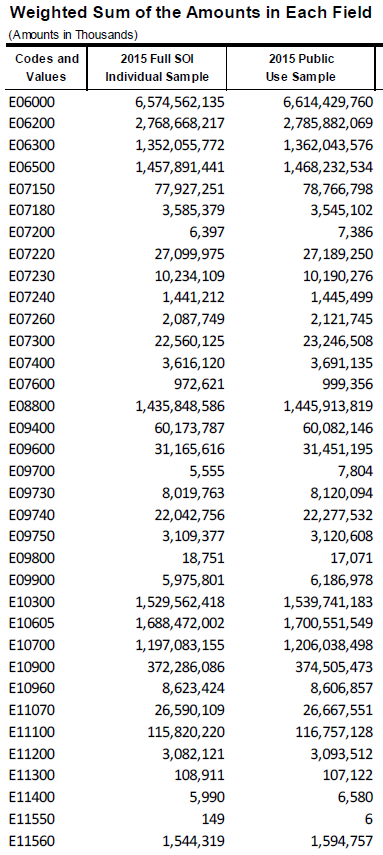 Weighted Sum of the Amounts in Each Field
(Amounts in Thousands)
Codes and 2015 Full SOI 2015 Public
Values Individual Sample Use Sample
E06000 6,574,562,135 6,614,429,760
E06200 2,768,668,217 2,785,882,069
E06300 1,352,055,772 1,362,043,576
E06500 1,457,891,441 1,468,232,534
E07150 77,927,251 78,766,798
E07180 3,585,379 3,545,102
E07200 6,397 7,386
E07220 27,099,975 27,189,250
E07230 10,234,109 10,190,276
E07240 1,441,212 1,445,499
E07260 2,087,749 2,121,745
E07300 22,560,125 23,246,508
E07400 3,616,120 3,691,135
E07600 972,621 999,356
E08800 1,435,848,586 1,445,913,819
E09400 60,173,787 60,082,146
E09600 31,165,616 31,451,195
E09700 5,555 7,804
E09730 8,019,763 8,120,094
E09740 22,042,756 22,277,532
E09750 3,109,377 3,120,608
E09800 18,751 17,071
E09900 5,975,801 6,186,978
E10300 1,529,562,418 1,539,741,183
E10605 1,688,472,002 1,700,551,549
E10700 1,197,083,155 1,206,038,498
E10900 372,286,086 374,505,473
E10960 8,623,424 8,606,857
E11070 26,590,109 26,667,551
E11100 115,820,220 116,757,128
E11200 3,082,121 3,093,512
E11300 108,911 107,122
E11400 5,990 6,580
E11550 149 6
E11560 1,544,319 1,594,757